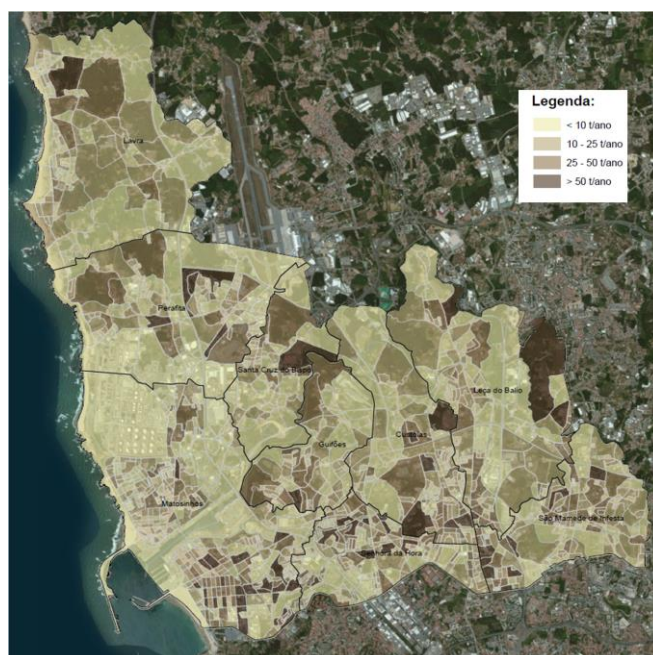 Legenda:
< 10 t/ano
10 - 25 t/ano
25 - 50 t/ano
> 50 t/ano
Lavra
Perafita
Santa Cruz do Bispo
Leça do Balio
Guifões
Custóias
Matosinhos
São Mamede de Infesta
Senhora da Hora